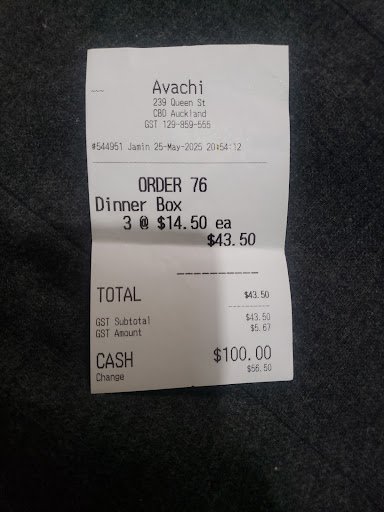 Avachi
239 Queen St
CBD Auckland
GST 129-859-555
#544951 Jamin 25-May-2025 20:54:12
ORDER 76
Dinner Box
3 @ $14.50 ea
$43.50
TOTAL $43.50
GST Subtotal $43.50
GST Amount $5.67
CASH $100.00
Change $56.50